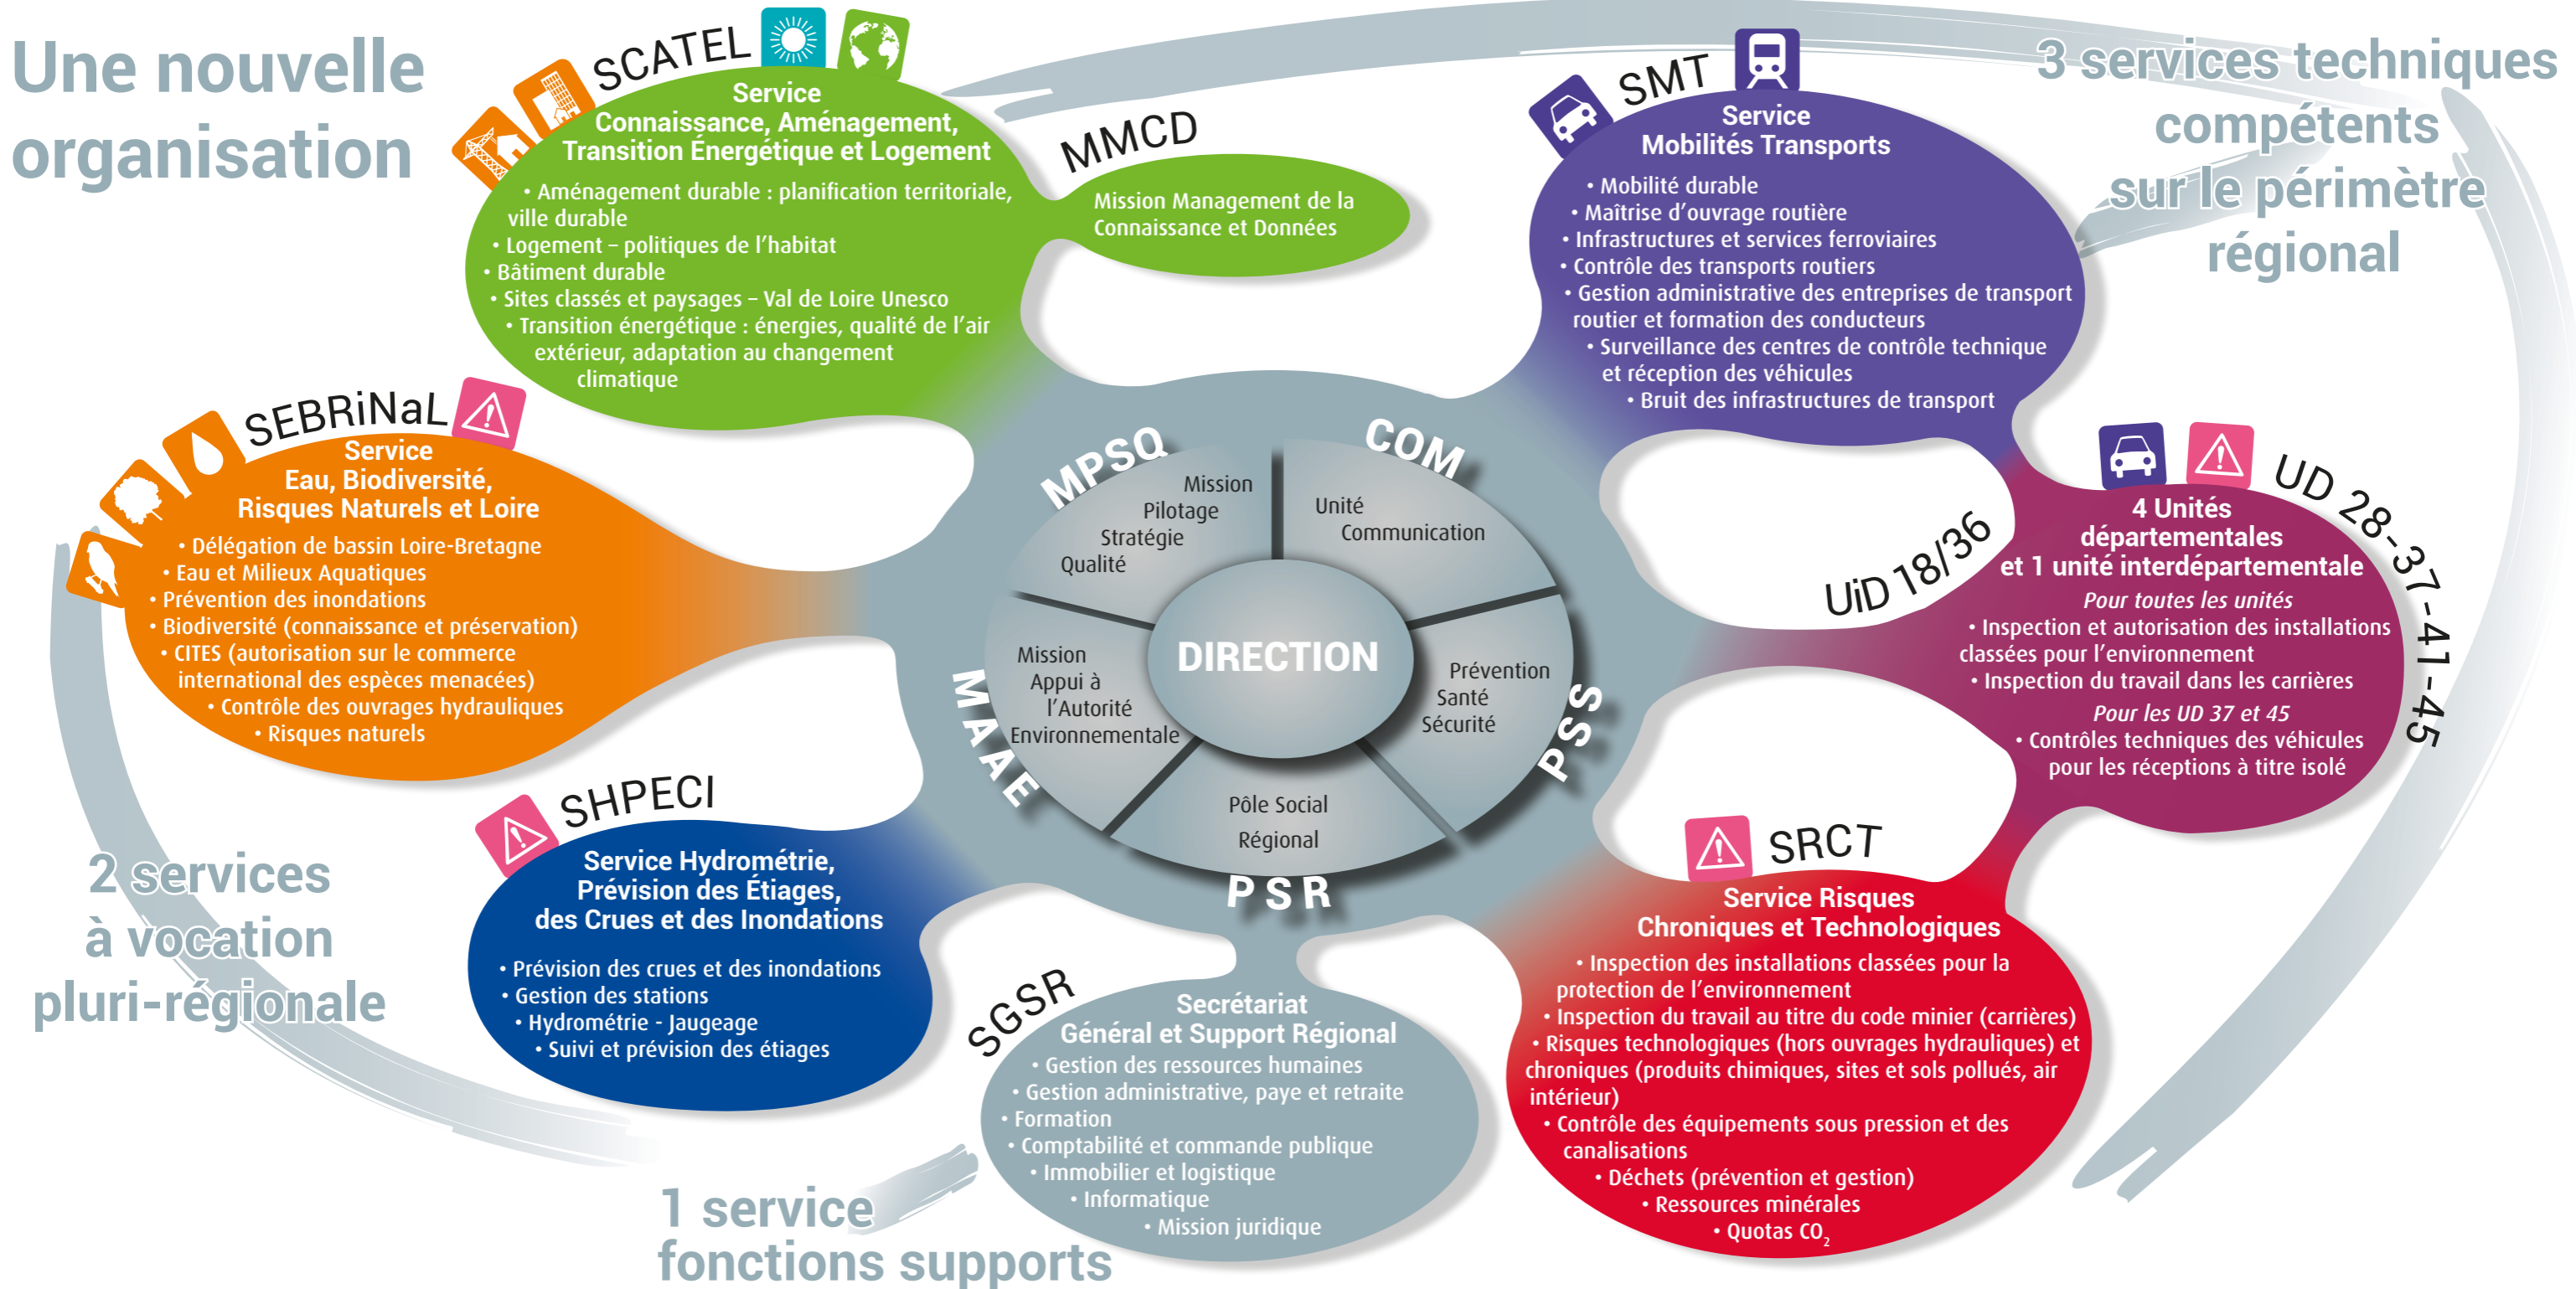 Une nouvelle
organisation
SCATEL
Service
Connaissance, Aménagement,
Transition Énergétique et Logement
• Aménagement durable : planification territoriale,
ville durable
• Logement – politiques de l'habitat
• Bâtiment durable
• Sites classés et paysages – Val de Loire Unesco
• Transition énergétique : énergies, qualité de l'air
extérieur, adaptation au changement
climatique
MMCD
Mission Management de la
Connaissance et Données
SMT
Service
Mobilités Transports
• Mobilité durable
• Maîtrise d'ouvrage routière
• Infrastructures et services ferroviaires
• Contrôle des transports routiers
• Gestion administrative des entreprises de transport
routier et formation des conducteurs
• Surveillance des centres de contrôle technique
et réception des véhicules
• Bruit des infrastructures de transport
3 services techniques
compétents
sur le périmètre
régional
SEBRiNaL
Service
Eau, Biodiversité,
Risques Naturels et Loire
• Délégation de bassin Loire-Bretagne
• Eau et Milieux Aquatiques
• Prévention des inondations
• Biodiversité (connaissance et préservation)
• CITES (autorisation sur le commerce
international des espèces menacées)
• Contrôle des ouvrages hydrauliques
• Risques naturels
MPSQ
Mission
Pilotage
Stratégie
Qualité
COM
Unité
Communication
DIRECTION
MAAE
Mission
Appui à
l'Autorité
Environnementale
PSS
Prévention
Santé
Sécurité
Pôle Social
Régional
PSR
UiD 18/36
UD 28-37-41-45
4 Unités
départementales
et 1 unité interdépartementale
Pour toutes les unités
• Inspection et autorisation des installations
classées pour l'environnement
• Inspection du travail dans les carrières
Pour les UD 37 et 45
• Contrôles techniques des véhicules
pour les réceptions à titre isolé
SHPECI
Service Hydrométrie,
Prévision des Étiages,
des Crues et des Inondations
• Prévision des crues et des inondations
• Gestion des stations
• Hydrométrie - Jaugeage
• Suivi et prévision des étiages
2 services
à vocation
pluri-régionale
SGSR
Secrétariat
Général et Support Régional
• Gestion des ressources humaines
• Gestion administrative, paye et retraite
• Formation
• Comptabilité et commande publique
• Immobilier et logistique
• Informatique
• Mission juridique
1 service
fonctions supports
SRCT
Service Risques
Chroniques et Technologiques
• Inspection des installations classées pour la
protection de l'environnement
• Inspection du travail au titre du code minier (carrières)
• Risques technologiques (hors ouvrages hydrauliques) et
chroniques (produits chimiques, sites et sols pollués, air
intérieur)
• Contrôle des équipements sous pression et des
canalisations
• Déchets (prévention et gestion)
• Ressources minérales
• Quotas CO₂